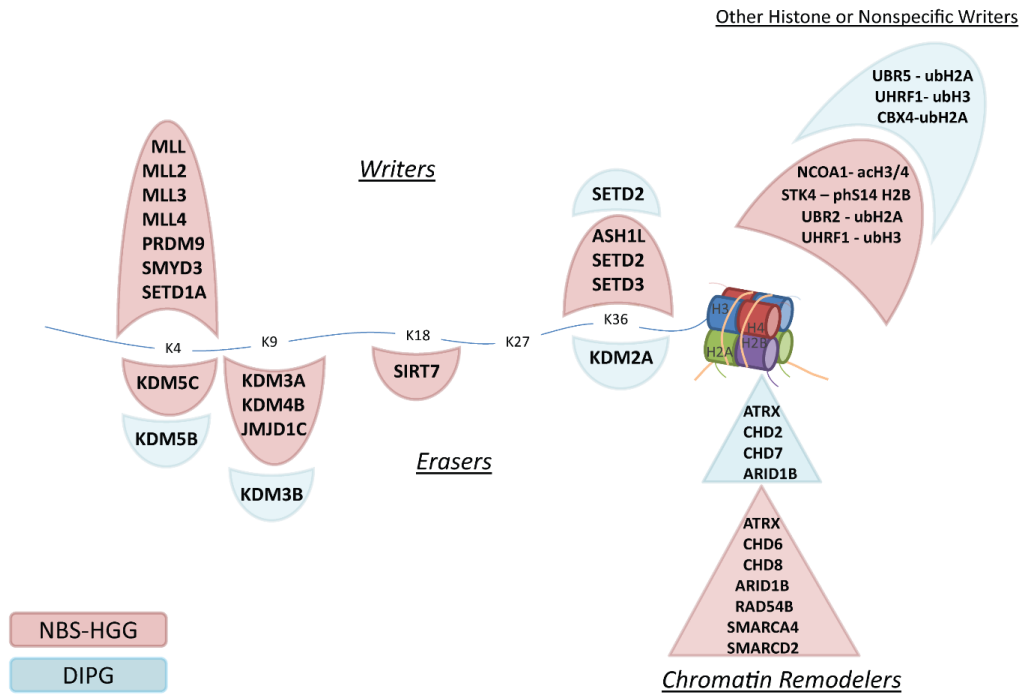 Other Histone or Nonspecific Writers
UBR5 - ubH2A
UHRF1- ubH3
CBX4-ubH2A
NCOA1- acH3/4
STK4 – phS14 H2B
UBR2 - ubH2A
UHRF1 - ubH3
Writers
MLL
MLL2
MLL3
MLL4
PRDM9
SMYD3
SETD1A
SETD2
ASH1L
SETD2
SETD3
K4
K9
K18
K27
K36
H3
H4
H2A
H2B
KDM5C
KDM5B
KDM3A
KDM4B
JMJD1C
KDM3B
SIRT7
KDM2A
Erasers
ATRX
CHD2
CHD7
ARID1B
ATRX
CHD6
CHD8
ARID1B
RAD54B
SMARCA4
SMARCD2
Chromatin Remodelers
NBS-HGG
DIPG